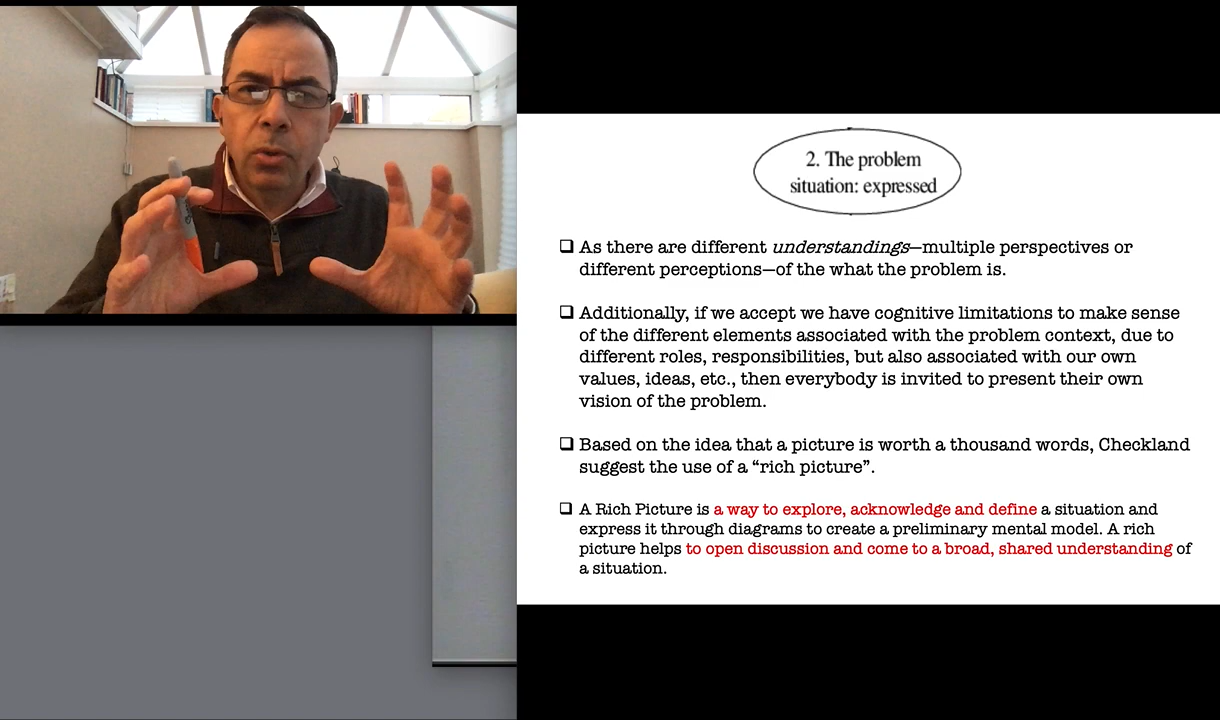 2. The problem
situation: expressed
❑ As there are different understandings—multiple perspectives or
different perceptions—of the what the problem is.
❑ Additionally, if we accept we have cognitive limitations to make sense
of the different elements associated with the problem context, due to
different roles, responsibilities, but also associated with our own
values, ideas, etc., then everybody is invited to present their own
vision of the problem.
❑ Based on the idea that a picture is worth a thousand words, Checkland
suggest the use of a “rich picture”.
❑ A Rich Picture is a way to explore, acknowledge and define a situation and
express it through diagrams to create a preliminary mental model. A rich
picture helps to open discussion and come to a broad, shared understanding of
a situation.